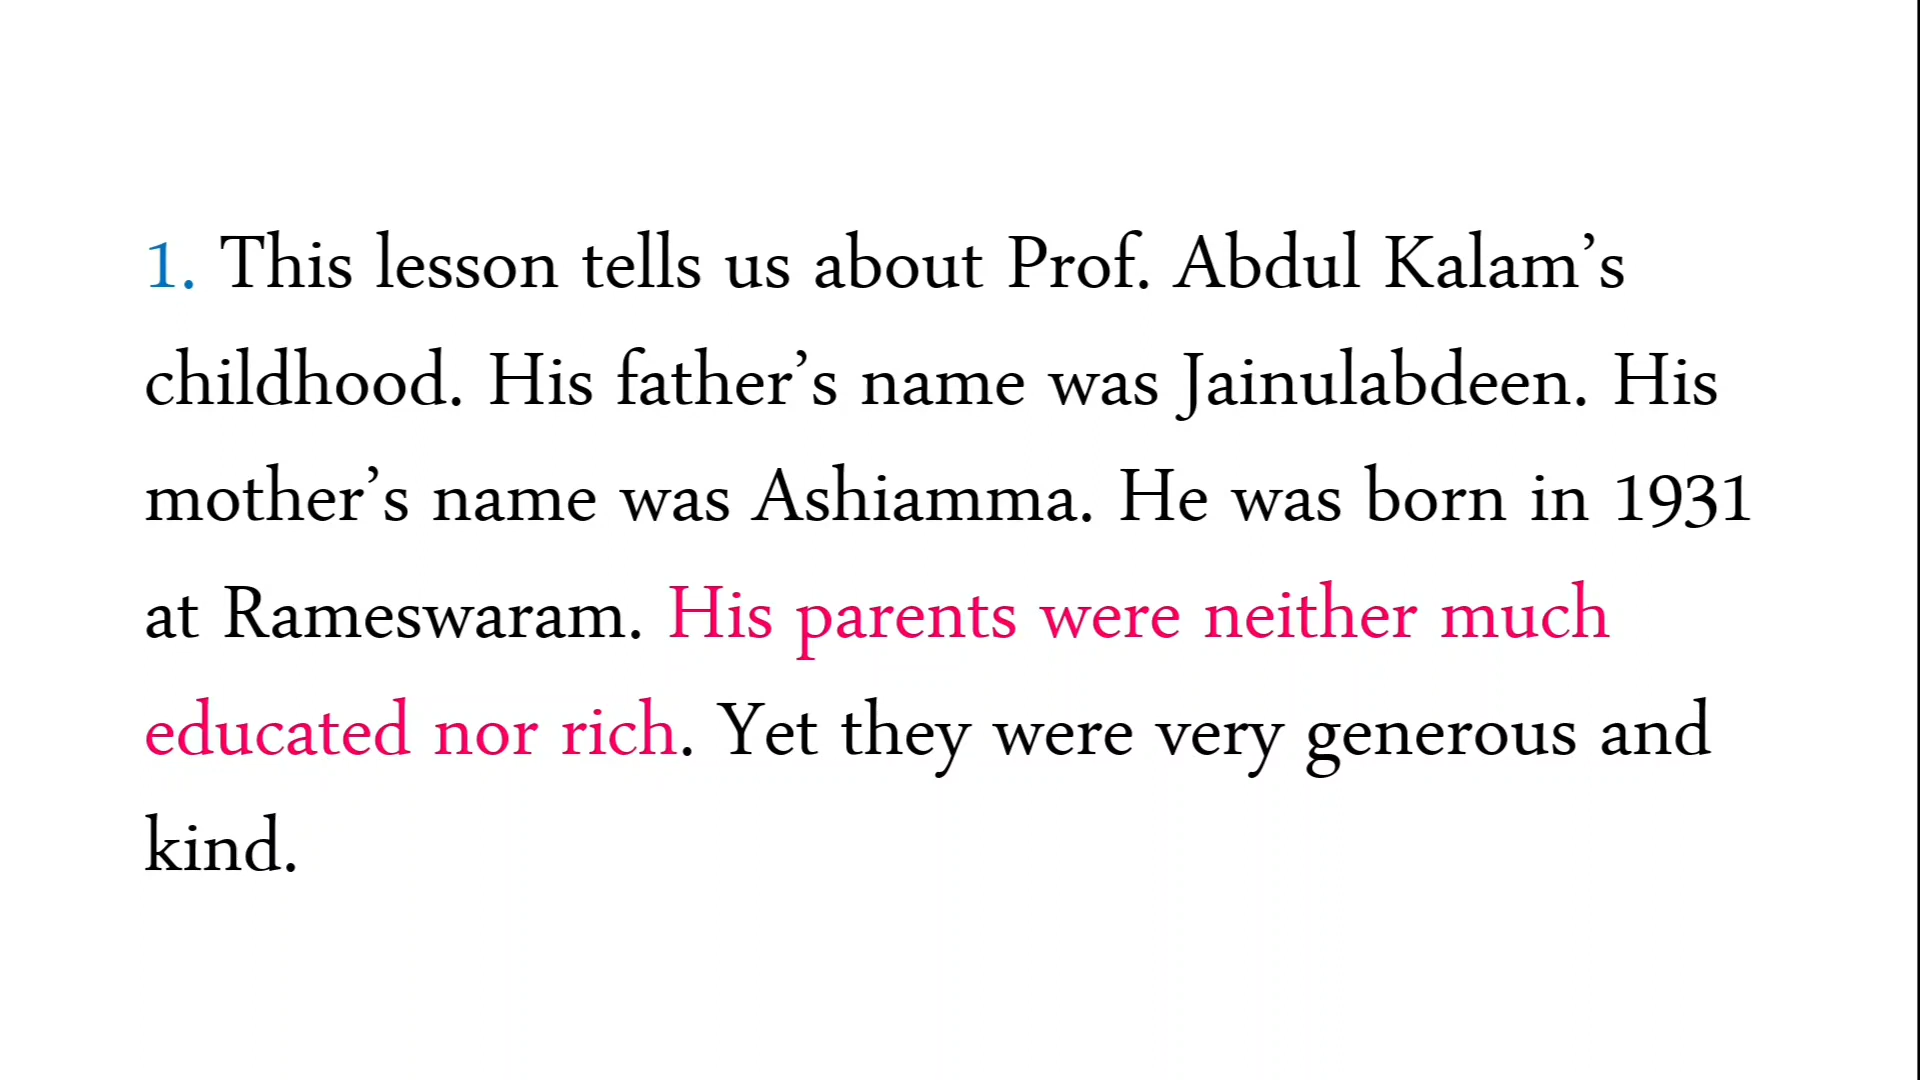 1. This lesson tells us about Prof. Abdul Kalam’s
childhood. His father’s name was Jainulabdeen. His
mother’s name was Ashiamma. He was born in 1931
at Rameswaram. His parents were neither much
educated nor rich. Yet they were very generous and
kind.